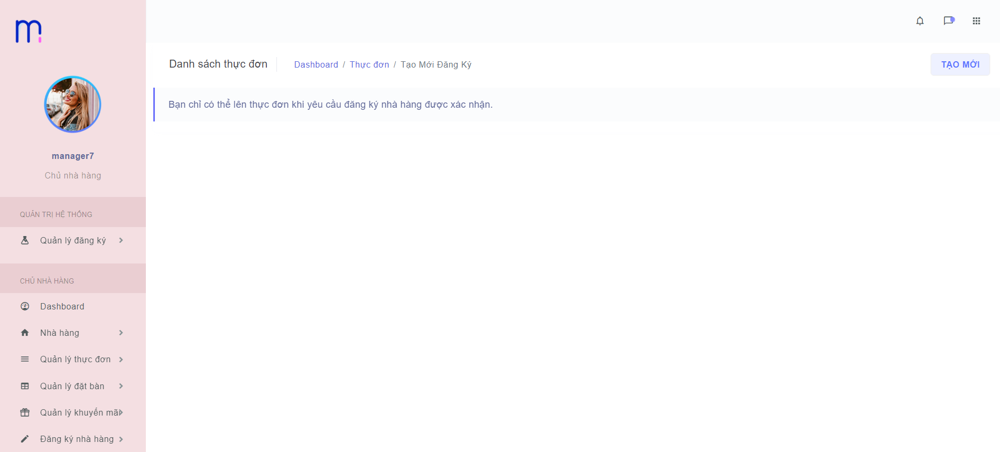 m
manager7
Chủ nhà hàng
QUẢN TRỊ HỆ THỐNG
Quản lý đăng ký
CHỦ NHÀ HÀNG
Dashboard
Nhà hàng
Quản lý thực đơn
Quản lý đặt bàn
Quản lý khuyến mãi
Đăng ký nhà hàng
Danh sách thực đơn
Dashboard / Thực đơn / Tạo Mới Đăng Ký
TẠO MỚI
Bạn chỉ có thể lên thực đơn khi yêu cầu đăng ký nhà hàng được xác nhận.